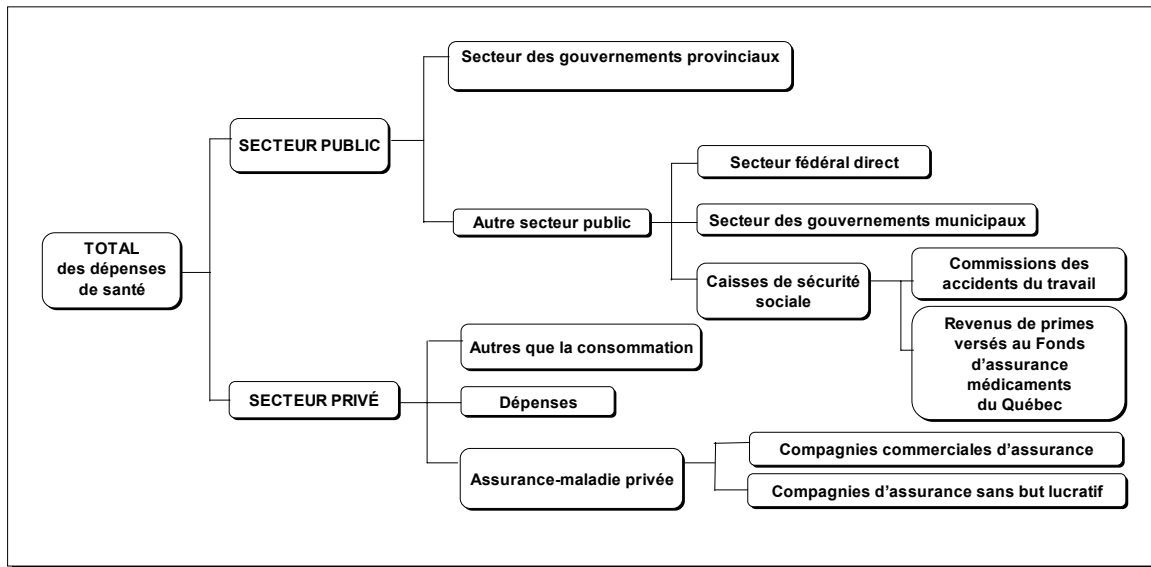 Secteur des gouvernements provinciaux
SECTEUR PUBLIC
Secteur fédéral direct
Autre secteur public
Secteur des gouvernements municipaux
TOTAL
des dépenses
de santé
Caisses de sécurité
sociale
Commissions des
accidents du travail
Revenus de primes
versés au Fonds
d’assurance
médicaments
du Québec
Autres que la consommation
SECTEUR PRIVÉ
Dépenses
Assurance-maladie privée
Compagnies commerciales d’assurance
Compagnies d’assurance sans but lucratif